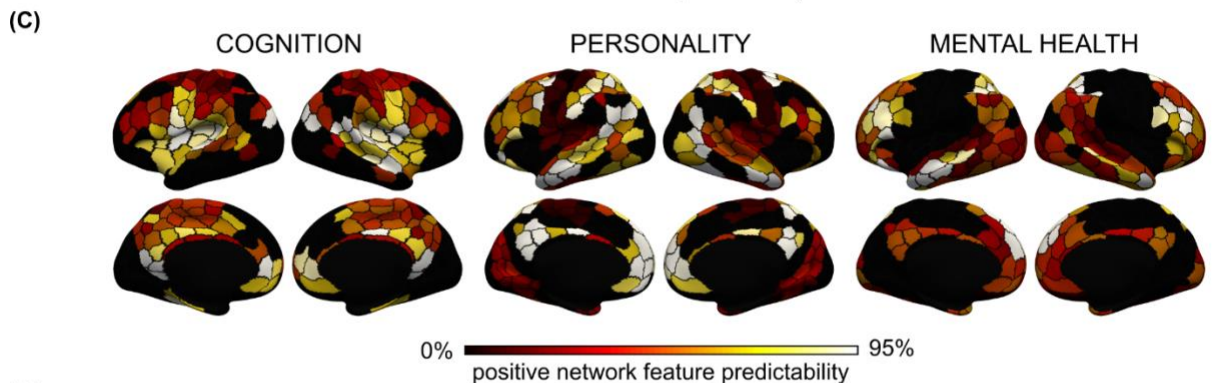 (C)
COGNITION PERSONALITY MENTAL HEALTH
0% 95%
positive network feature predictability